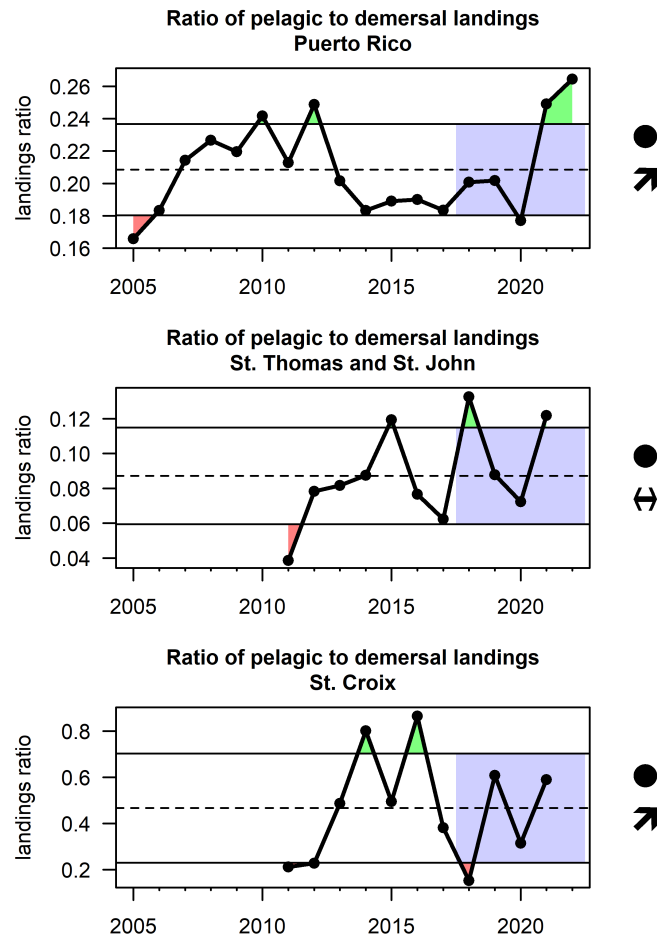 Ratio of pelagic to demersal landings
Puerto Rico
landings ratio
0.26
0.24
0.22
0.20
0.18
0.16
2005 2010 2015 2020
Ratio of pelagic to demersal landings
St. Thomas and St. John
landings ratio
0.12
0.10
0.08
0.06
0.04
2005 2010 2015 2020
Ratio of pelagic to demersal landings
St. Croix
landings ratio
0.8
0.6
0.4
0.2
2005 2010 2015 2020